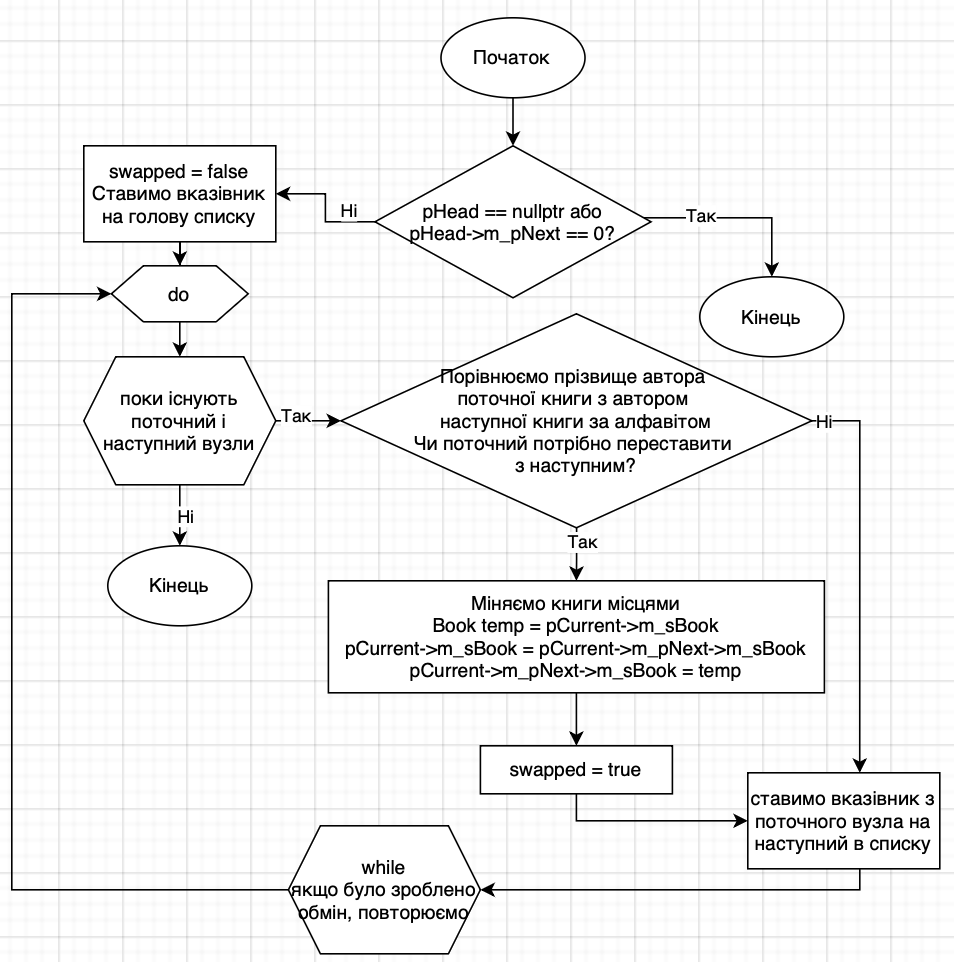 Початок
pHead == nullptr або
pHead->m_pNext == 0?
Ні
Так
swapped = false
Ставимо вказівник
на голову списку
Кінець
do
поки існують
поточний і
наступний вузли
Так
Ні
Кінець
Порівнюємо прізвище автора
поточної книги з автором
наступної книги за алфавітом
Чи поточний потрібно переставити
з наступним?
Ні
Так
Міняємо книги місцями
Book temp = pCurrent->m_sBook
pCurrent->m_sBook = pCurrent->m_pNext->m_sBook
pCurrent->m_pNext->m_sBook = temp
swapped = true
ставимо вказівник з
поточного вузла на
наступний в списку
while
якщо було зроблено
обмін, повторюємо